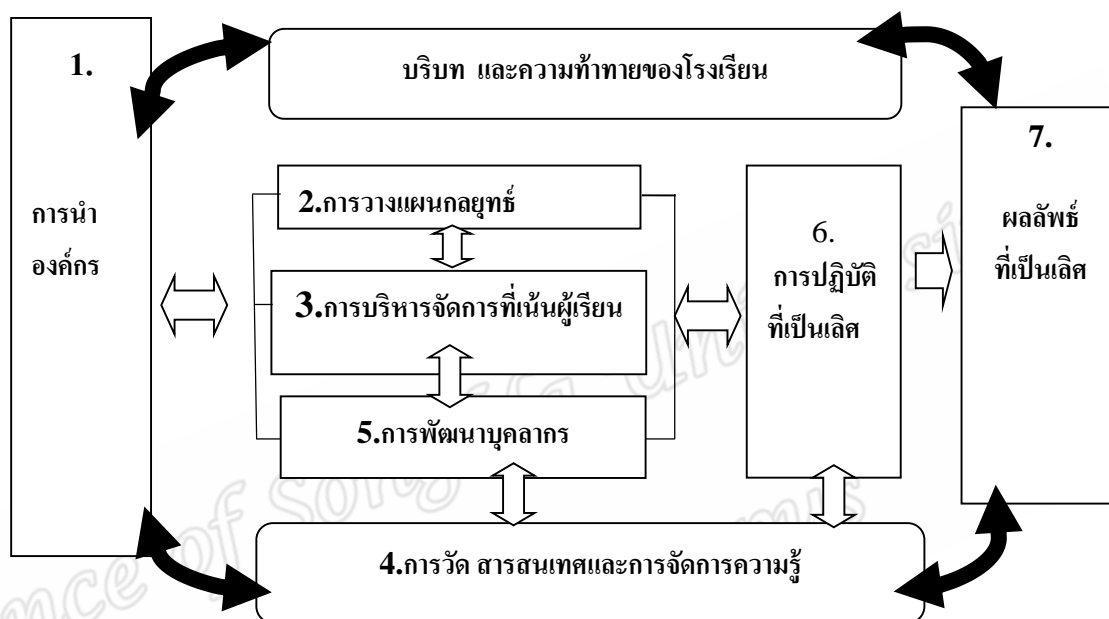 1.
การนำ
องค์กร
บริบท และความท้าทายของโรงเรียน
2.การวางแผนกลยุทธ์
3.การบริหารจัดการที่เน้นผู้เรียน
5.การพัฒนาบุคลากร
6.
การปฏิบัติ
ที่เป็นเลิศ
7.
ผลลัพธ์
ที่เป็นเลิศ
4.การวัด สารสนเทศและการจัดการความรู้